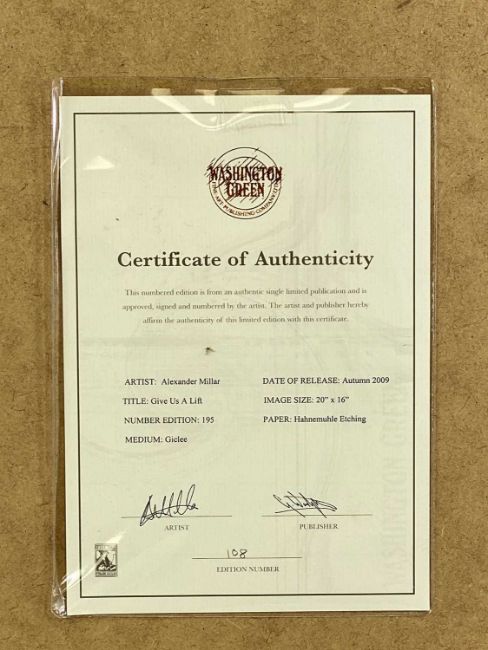 WASHINGTON
GREEN
FINE ART PUBLISHING COMPANY LTD
Certificate of Authenticity
This numbered edition is from an authentic single limited publication and is
approved, signed and numbered by the artist. The artist and publisher hereby
affirm the authenticity of this limited edition with this certificate.
ARTIST: Alexander Millar
DATE OF RELEASE: Autumn 2009
TITLE: Give Us A Lift
IMAGE SIZE: 20" x 16"
NUMBER EDITION: 195
PAPER: Hahnemuhle Etching
MEDIUM: Giclee
ARTIST
PUBLISHER
108
EDITION NUMBER